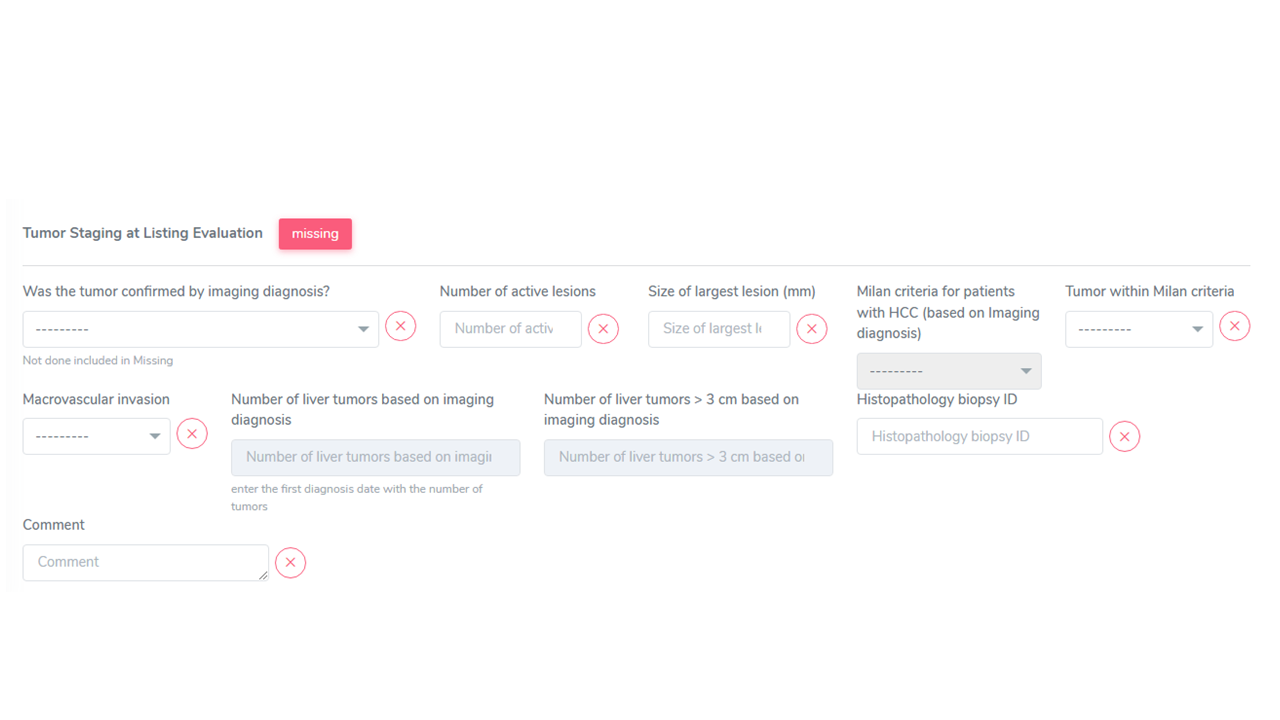 Tumor Staging at Listing Evaluation missing
Was the tumor confirmed by imaging diagnosis?
---------
Not done included in Missing
Number of active lesions
Number of activ
Size of largest lesion (mm)
Size of largest l
Milan criteria for patients
with HCC (based on Imaging
diagnosis)
---------
Tumor within Milan criteria
---------
Macrovascular invasion
---------
Number of liver tumors based on imaging
diagnosis
Number of liver tumors based on imagi
enter the first diagnosis date with the number of
tumors
Number of liver tumors > 3 cm based on
imaging diagnosis
Number of liver tumors > 3 cm based o
Histopathology biopsy ID
Histopathology biopsy ID
Comment
Comment